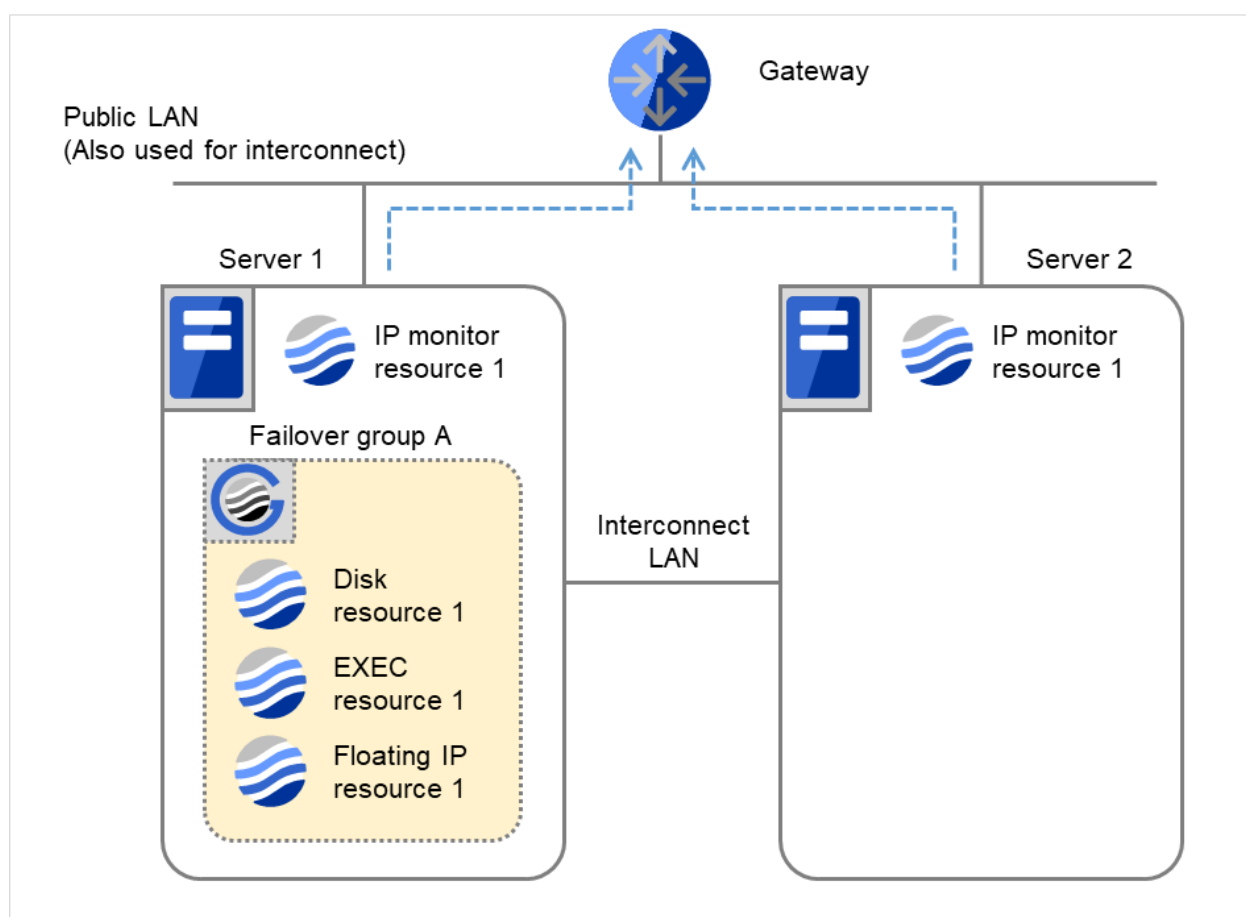 Gateway
Public LAN
(Also used for interconnect)
Server 1
Server 2
IP monitor
resource 1
IP monitor
resource 1
Failover group A
Interconnect
LAN
Disk
resource 1
EXEC
resource 1
Floating IP
resource 1